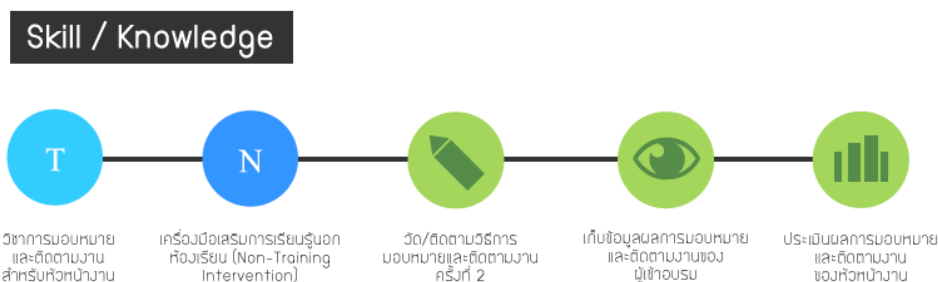 Skill / Knowledge
T
N
วิชาการมอบหมาย
และติดตามงาน
สำหรับหัวหน้างาน
เครื่องมือเสริมการเรียนรู้นอก
ห้องเรียน (Non-Training
Intervention)
วัด/ติดตามวิธีการ
มอบหมายและติดตามงาน
ครั้งที่ 2
เก็บข้อมูลผลการมอบหมาย
และติดตามงานของ
ผู้เข้าอบรม
ประเมินผลการมอบหมาย
และติดตามงาน
ของหัวหน้างาน